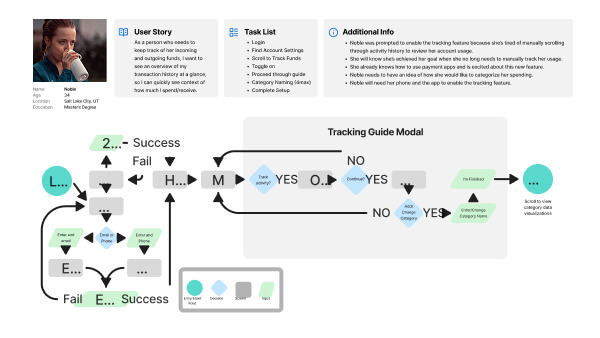 User Story
As a person who needs to
keep track of her incoming
and outgoing funds, I want to
see an overview of my
transaction history at a glance,
so I can quickly see context of
how much I spend/receive.
Task List
• Login
• Find Account Settings
• Scroll to Track Funds
• Toggle on
• Proceed through guide
• Category Naming (4max)
• Complete Setup
Additional Info
• Noble was prompted to enable the tracking feature because she's tired of manually scrolling
through activity history to review her account usage.
• She will know she's achieved her goal when she no longer needs to manually track her usage.
• She already knows how to use payment apps and is excited about this new feature.
• Noble needs to have an idea of how she would like to categorize her spending.
• Noble will need her phone and the app to enable the tracking feature.
Name Noble
Age 34
Location Salt Lake City, UT
Education Master's Degree
Tracking Guide Modal
2... Success
Fail
NO
L...
...
H...
M
Track
activity?
YES
O...
Continue?
YES
...
I'm Finished!
...
...
Scroll to view
category data
visualizations
NO
Add/
Change
Category
YES
Enter/Change
Category Name
Enter and
email
Email or
Phone
Enter and
Phone
E...
...
Fail E... Success
Entry & Exit
Point
Decision
Screen
Input